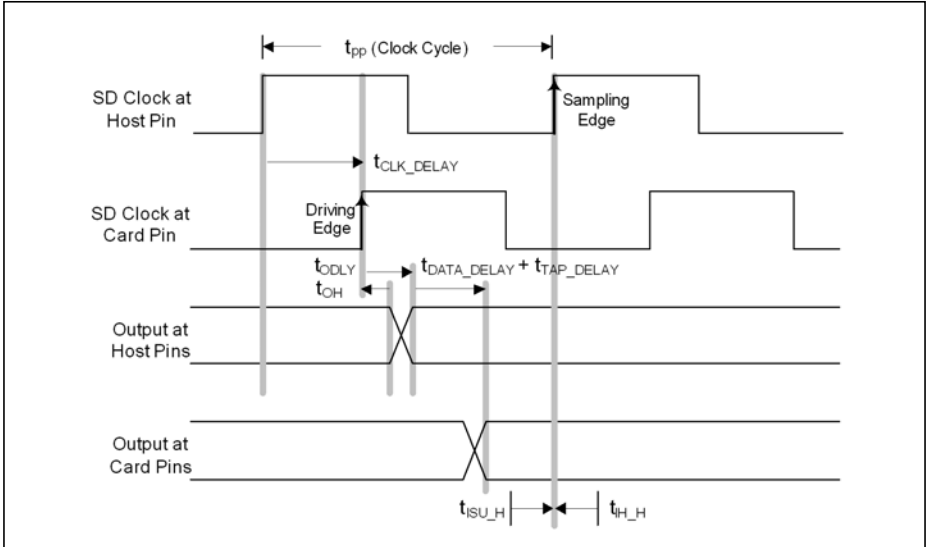 tpp (Clock Cycle)
SD Clock at
Host Pin
Sampling
Edge
tCLK_DELAY
SD Clock at
Card Pin
Driving
Edge
tODLY
tDATA_DELAY + tTAP_DELAY
tOH
Output at
Host Pins
Output at
Card Pins
tISU_H
tIH_H